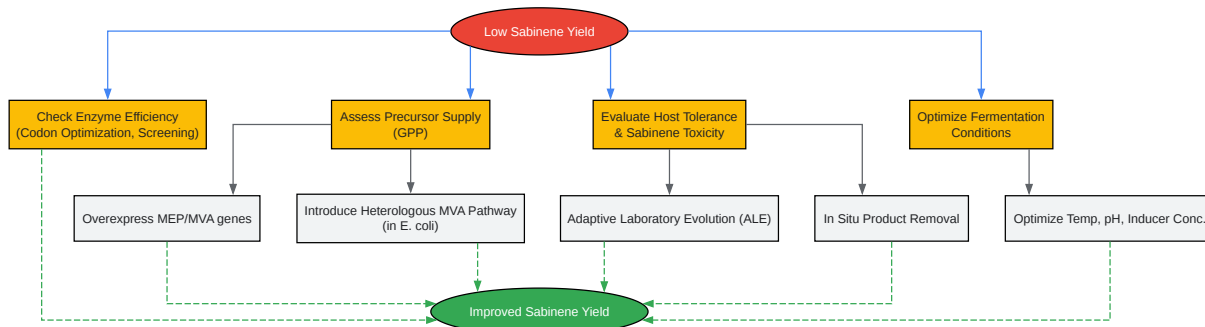 Low Sabinene Yield
Check Enzyme Efficiency
(Codon Optimization, Screening)
Assess Precursor Supply
(GPP)
Evaluate Host Tolerance
& Sabinene Toxicity
Optimize Fermentation
Conditions
Overexpress MEP/MVA genes
Introduce Heterologous MVA Pathway
(in E. coli)
Adaptive Laboratory Evolution (ALE)
In Situ Product Removal
Optimize Temp, pH, Inducer Conc.
Improved Sabinene Yield